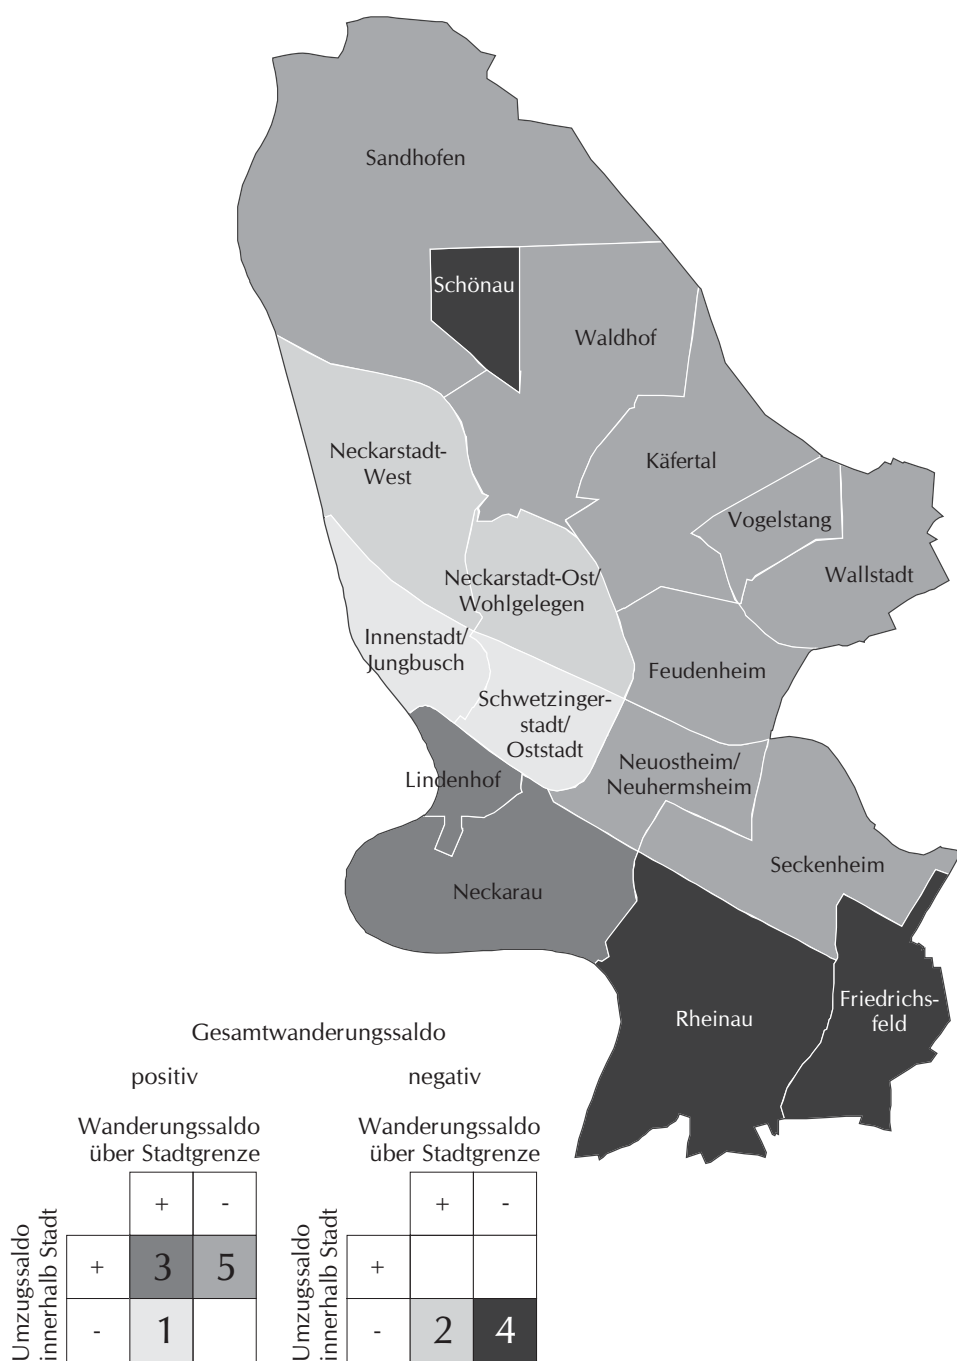 Sandhofen
Schönau
Waldhof
Neckarstadt-
West
Käfertal
Vogelstang
Wallstadt
Neckarstadt-Ost/
Wohlgelegen
Innenstadt/
Jungbusch
Feudenheim
Schwetzinger-
stadt/
Oststadt
Neuostheim/
Neuhermsheim
Lindenhof
Seckenheim
Neckarau
Rheinau
Friedrichs-
feld
Gesamtwanderungssaldo
positiv
negativ
Wanderungssaldo
über Stadtgrenze
Wanderungssaldo
über Stadtgrenze
Umzugssaldo
innerhalb Stadt
+ -
+ 3 5
- 1
Umzugssaldo
innerhalb Stadt
+ -
+
- 2 4